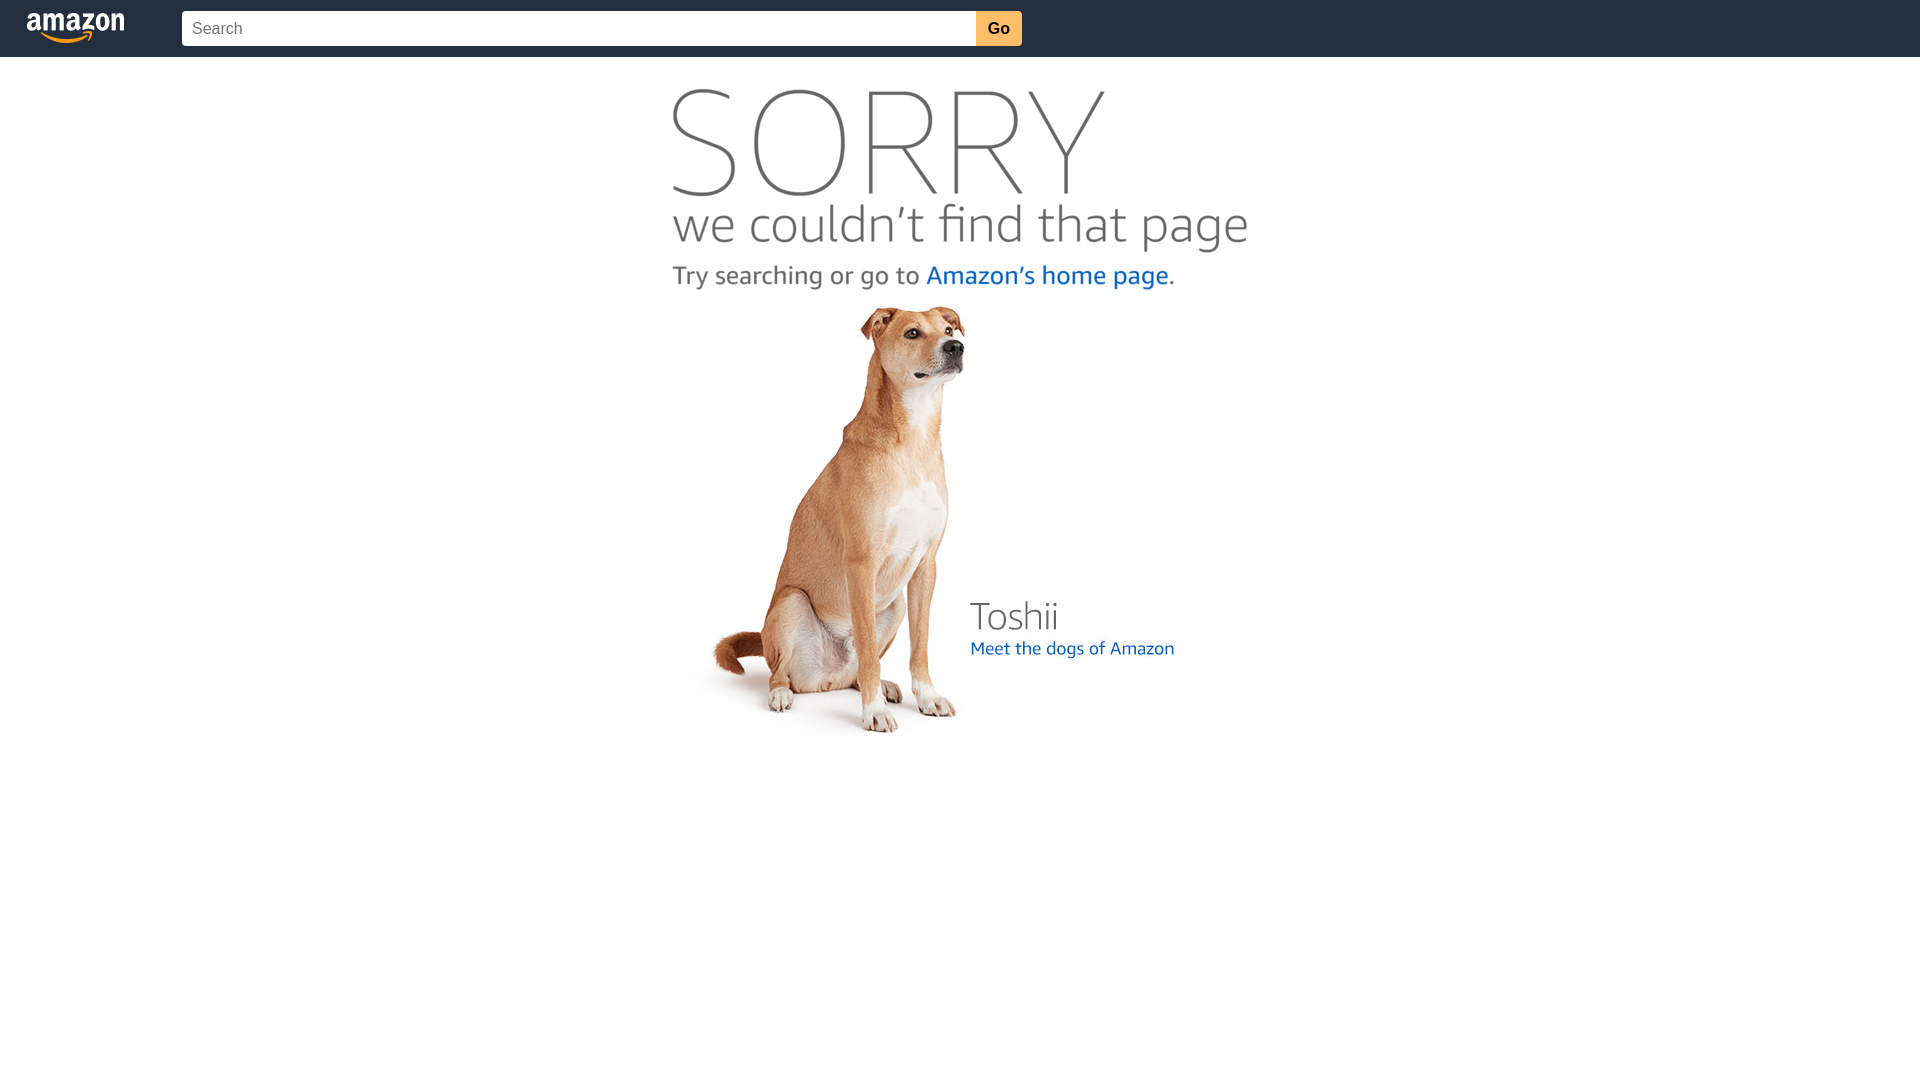 amazon
Search
Go
SORRY
we couldn’t find that page
Try searching or go to Amazon’s home page.
Toshii
Meet the dogs of Amazon